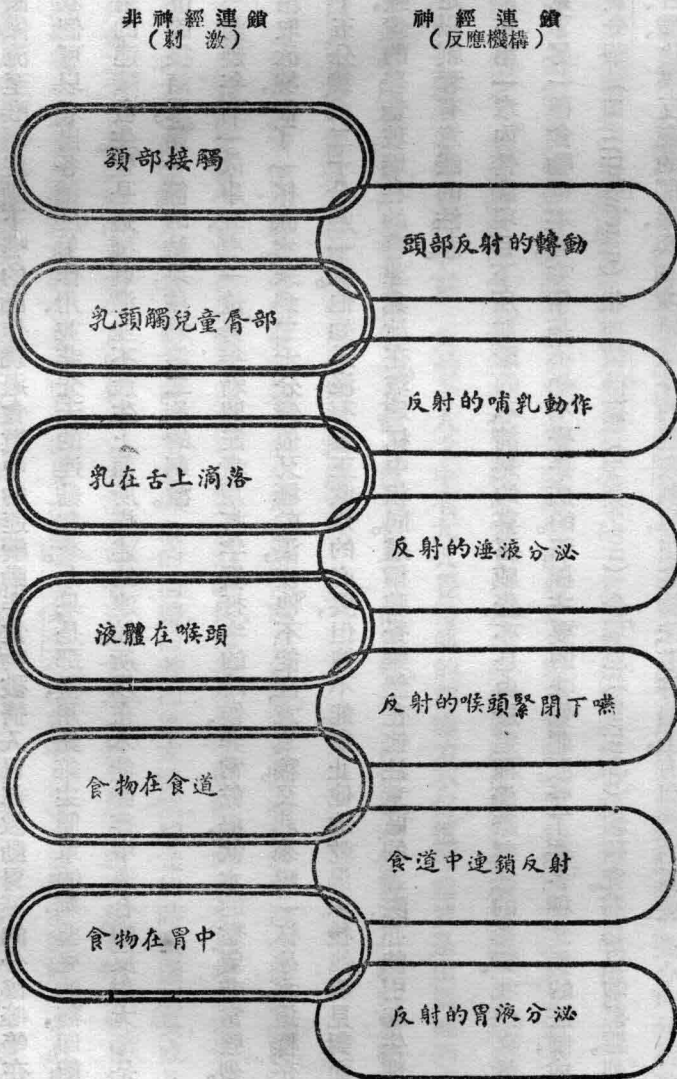 非神經連鎖
(刺激)
神經連鎖
(反應機構)
額部接觸
頭部反射的轉動
乳頭觸兒童脣部
反射的哺乳動作
乳在舌上滴落
反射的涶液分泌
液體在喉頭
反射的喉頭緊閉下嚥
食物在食道
食道中連鎖反射
食物在胃中
反射的胃液分泌